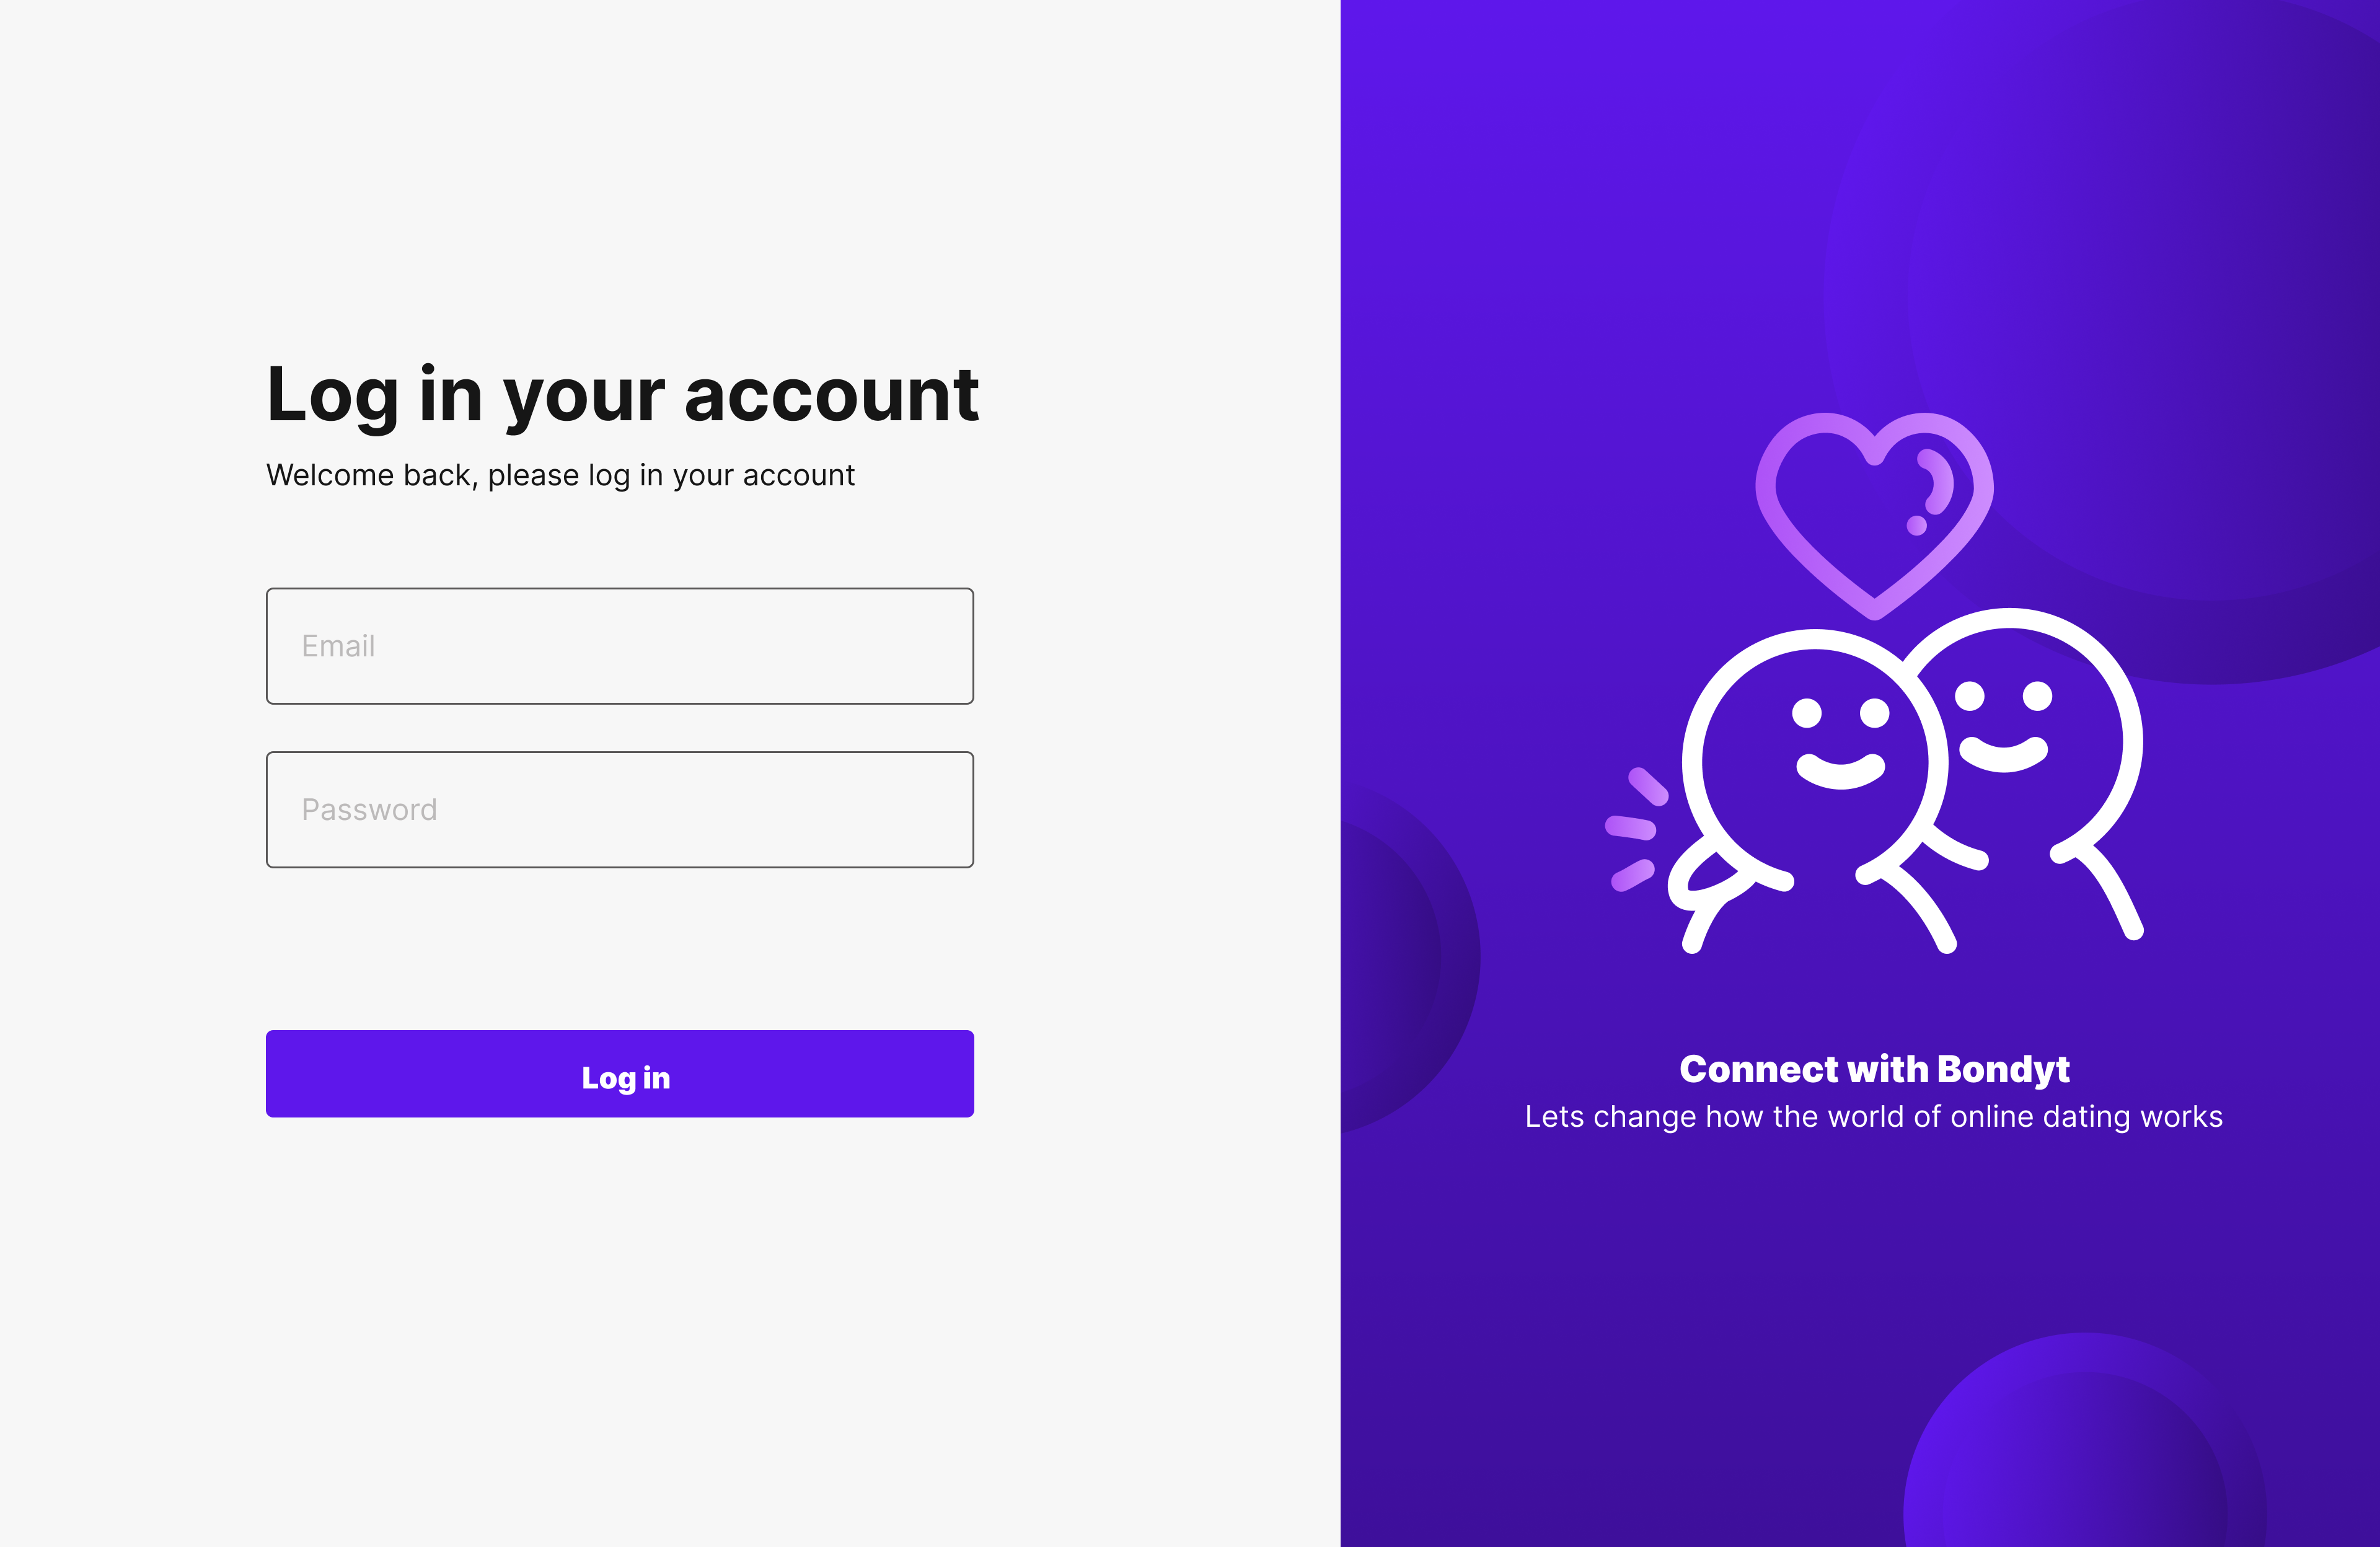 Log in your account
Welcome back, please log in your account
Email
Password
Log in
Connect with Bondyt
Lets change how the world of online dating works